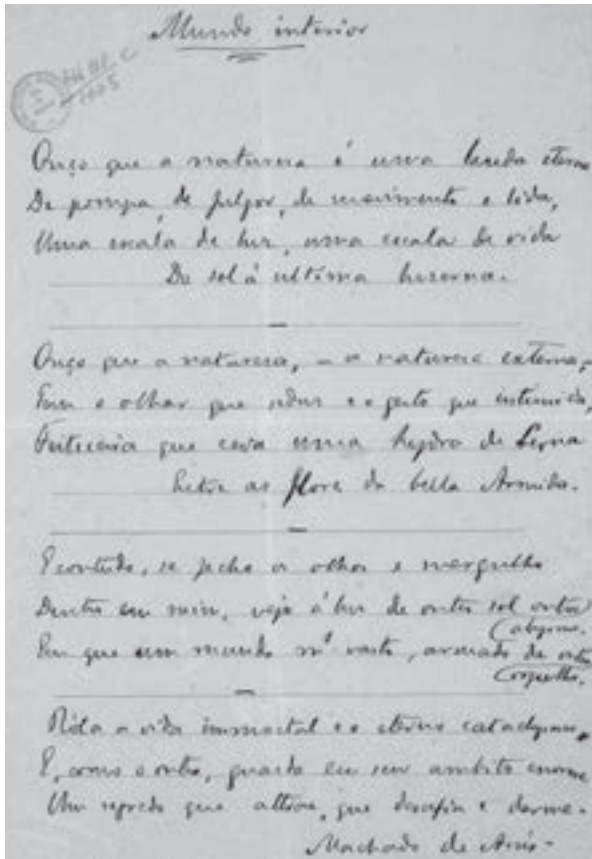 Mundo interior
Ouço que a natureza é uma lauda eterna
De pompa, de fulgor, de movimento e lida,
Uma escala de luz, uma escala de vida
De sol á ultima luzerna.
Ouço que a natureza, – a natureza externa, –
Tem o olhar que seduz e o gesto que intimida,
Feiticeira que ceva uma hydra de Lerna
Entre as flores da bella Armida.
E contudo, se fecho os olhos e mergulho
Dentro em mim, vejo á luz de outro sol outro
abysmo.
Em que um mundo mais vasto, armado de outro
orgulho,
Rola a vida immortal e o eterno cataclysmo,
E, como o outro, guarda em seu ambito enorme
Um segredo que attrae, que desafia e dorme.
Machado de Assis.